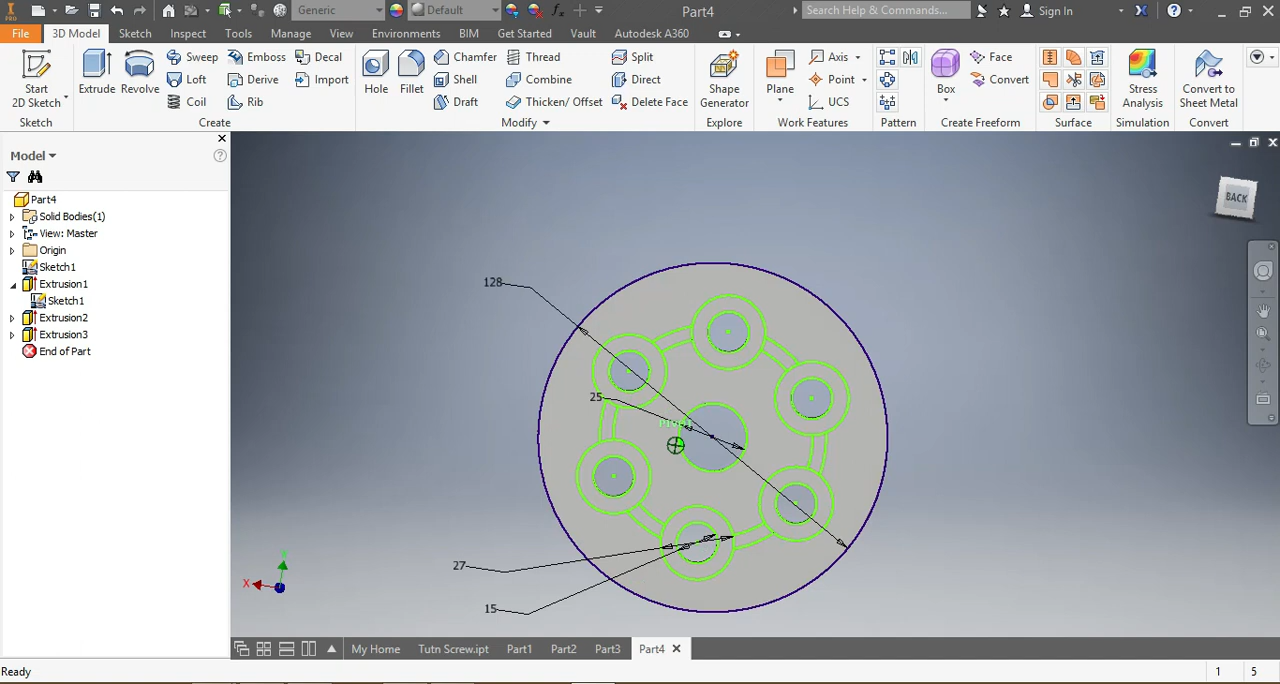 PRO
Generic
Default
Part4
Search Help & Commands...
Sign In
File
3D Model
Sketch
Inspect
Tools
Manage
View
Environments
BIM
Get Started
Vault
Autodesk A360
Start
2D Sketch
Sketch
Extrude
Revolve
Sweep
Loft
Coil
Emboss
Derive
Rib
Decal
Import
Create
Hole
Fillet
Chamfer
Shell
Draft
Thread
Combine
Thicken/ Offset
Split
Direct
Delete Face
Modify
Shape
Generator
Explore
Plane
Axis
Point
UCS
Work Features
Pattern
Box
Face
Convert
Create Freeform
Surface
Stress
Analysis
Simulation
Convert to
Sheet Metal
Convert
Model
Part4
Solid Bodies(1)
View: Master
Origin
Sketch1
Extrusion1
Sketch1
Extrusion2
Extrusion3
End of Part
BACK
128
25
27
15
X
My Home
Tutn Screw.ipt
Part1
Part2
Part3
Part4
Ready
1
5